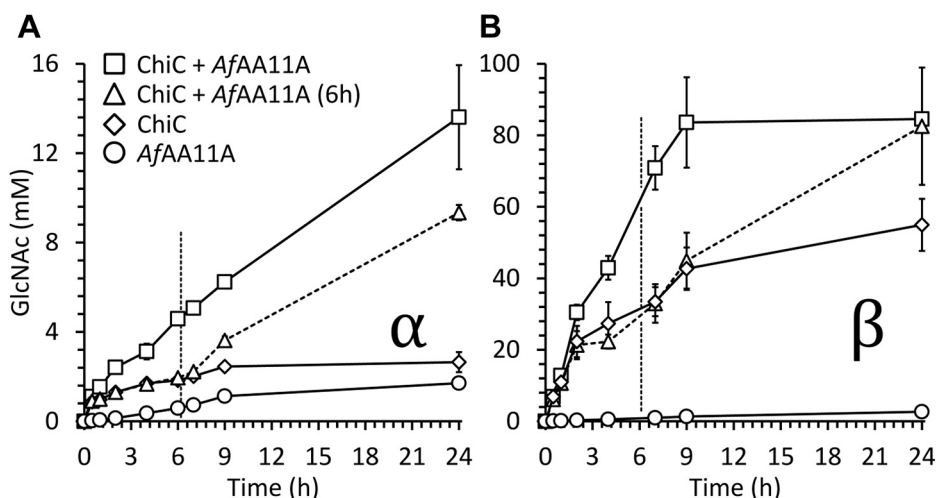 A
B
16
12
8
4
0
GlcNAc (mM)
ChiC + AfAA11A
ChiC + AfAA11A (6h)
ChiC
AfAA11A
α
0 3 6 9 12 15 18 21 24
Time (h)
100
80
60
40
20
0
β
0 3 6 9 12 15 18 21 24
Time (h)